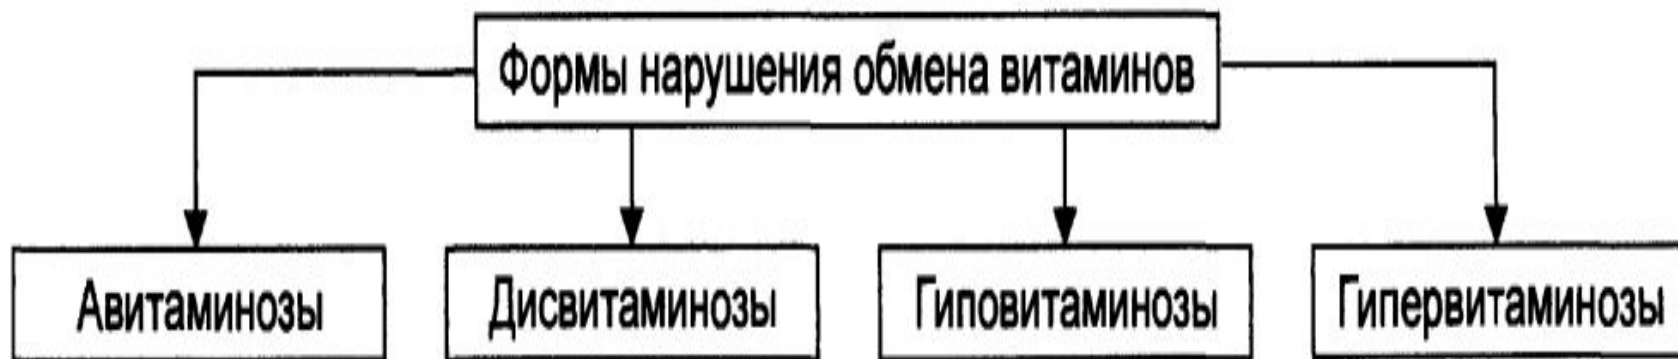 Формы нарушения обмена витаминов
Авитаминозы
Дисвитаминозы
Гиповитаминозы
Гипервитаминозы